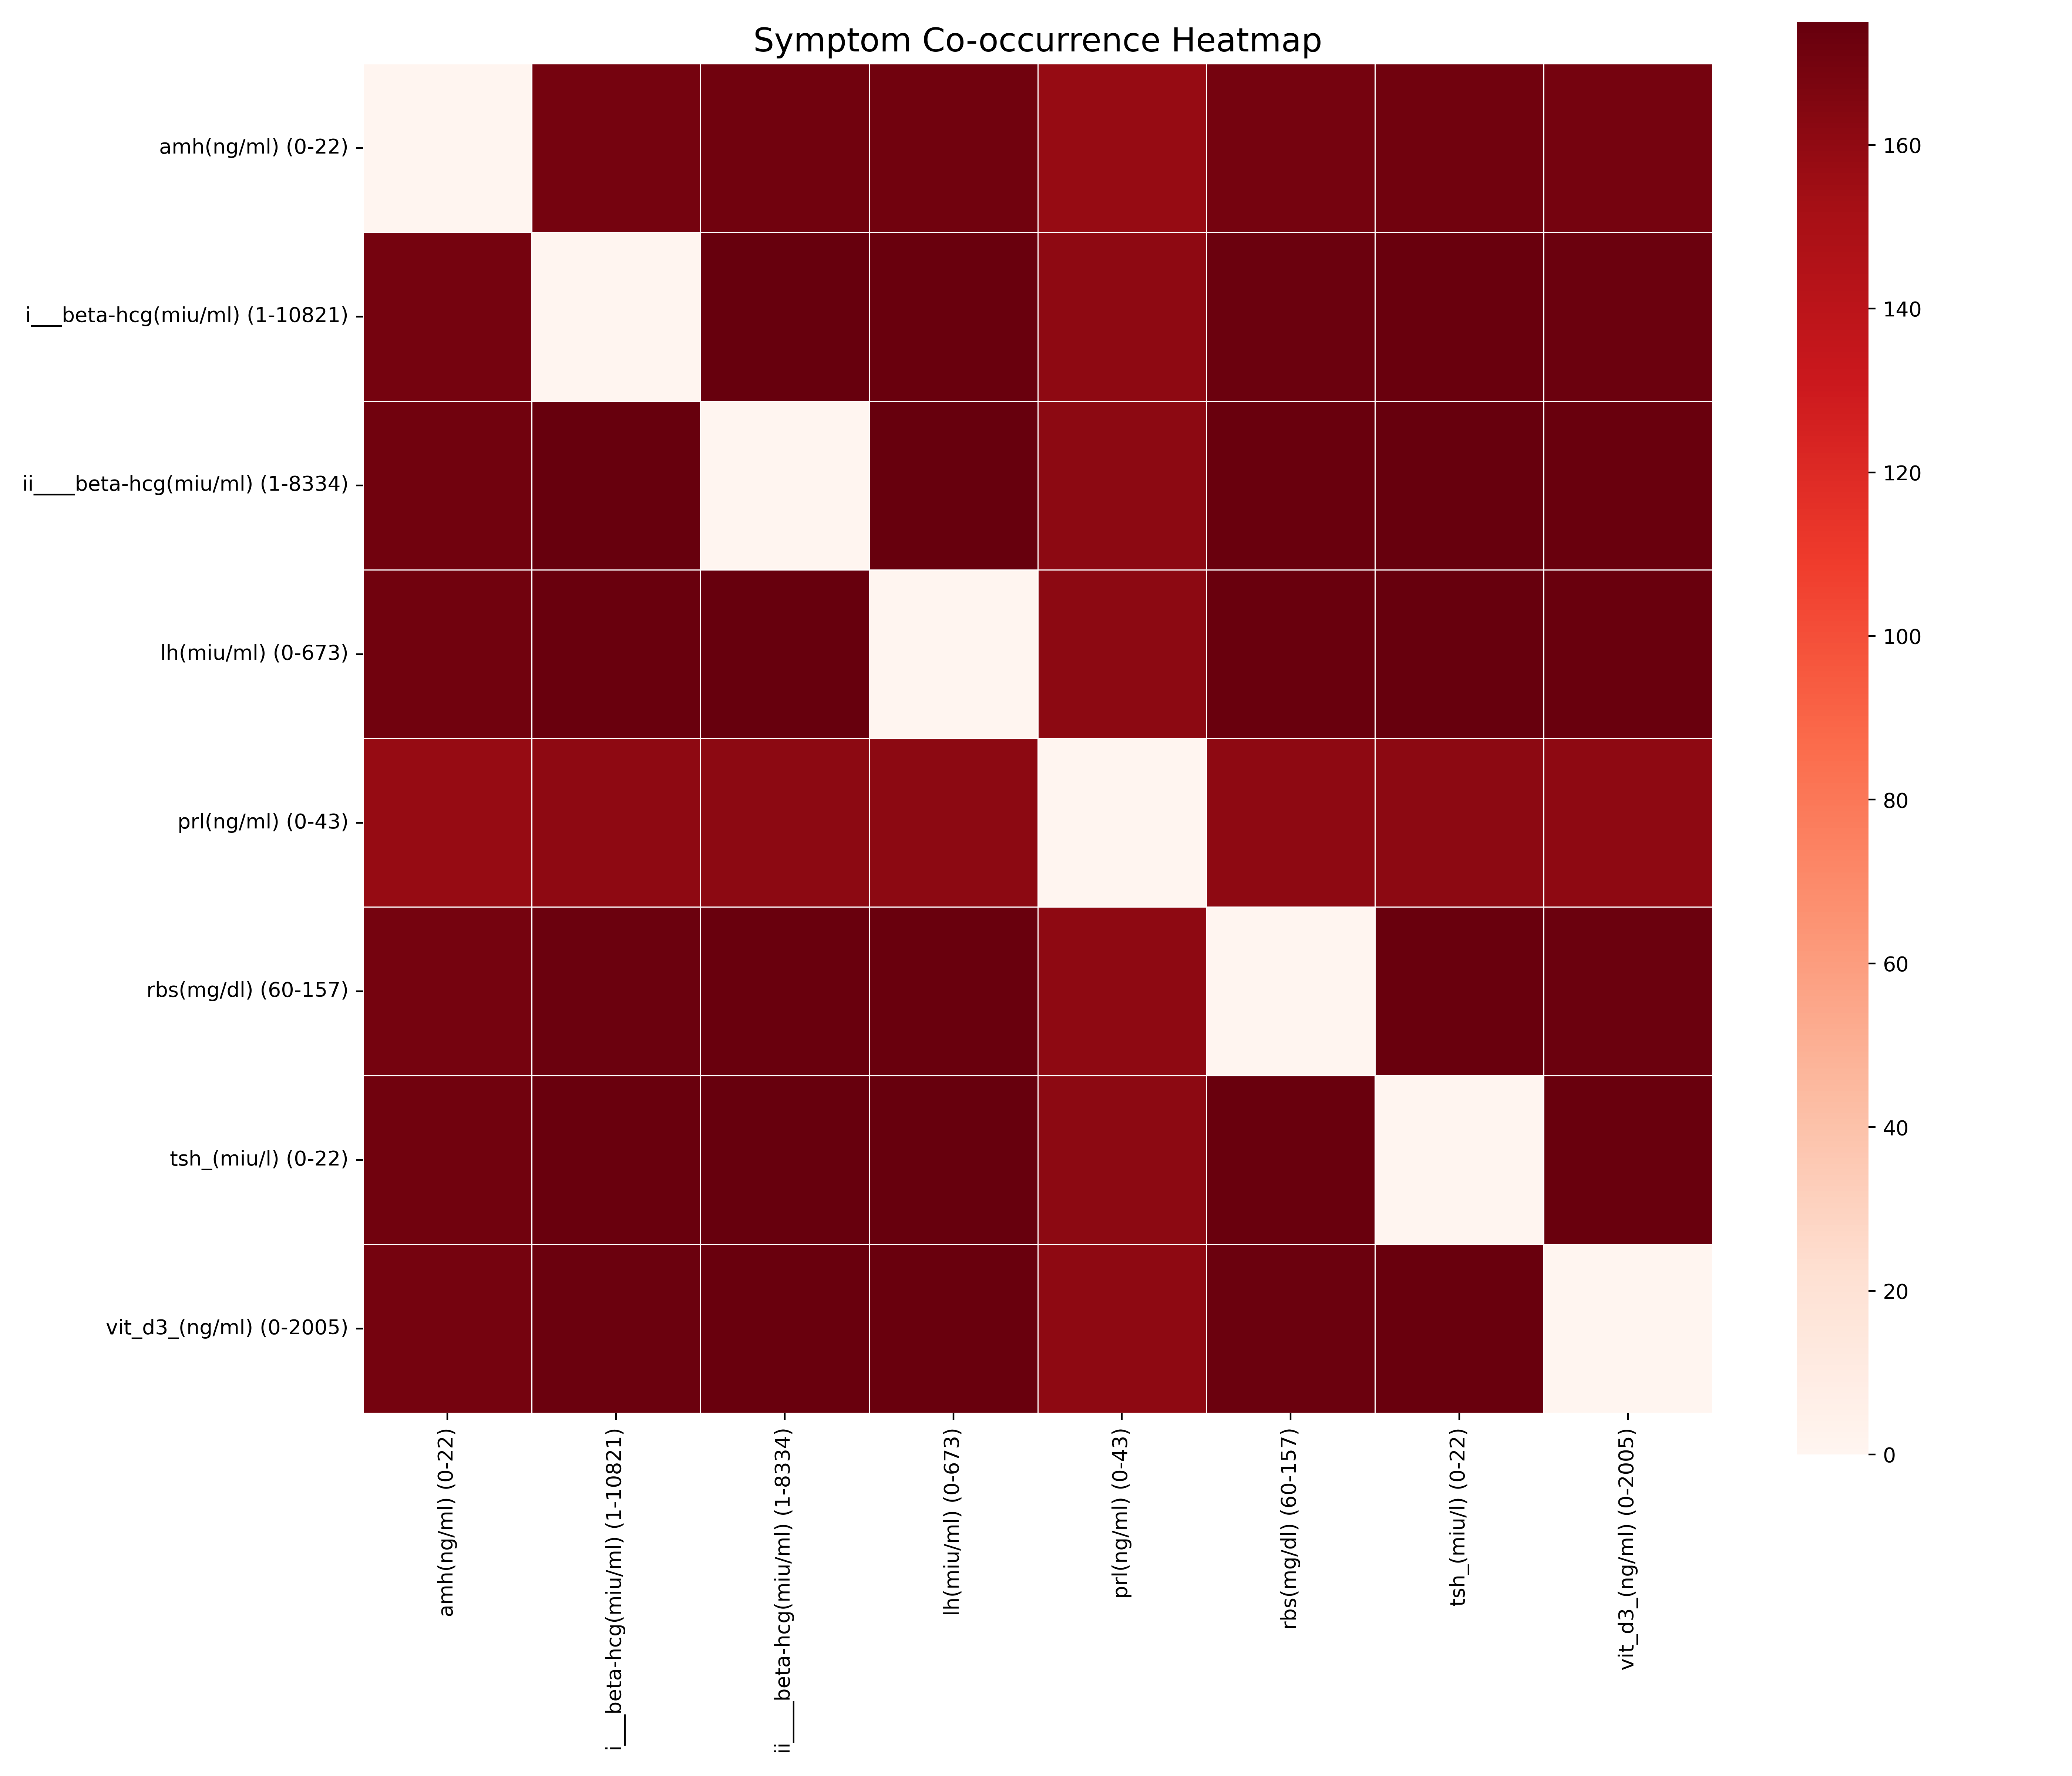 Symptom Co-occurrence Heatmap
amh(ng/ml) (0-22)
i___beta-hcg(miu/ml) (1-10821)
ii____beta-hcg(miu/ml) (1-8334)
lh(miu/ml) (0-673)
prl(ng/ml) (0-43)
rbs(mg/dl) (60-157)
tsh_(miu/l) (0-22)
vit_d3_(ng/ml) (0-2005)
amh(ng/ml) (0-22)
i___beta-hcg(miu/ml) (1-10821)
ii____beta-hcg(miu/ml) (1-8334)
lh(miu/ml) (0-673)
prl(ng/ml) (0-43)
rbs(mg/dl) (60-157)
tsh_(miu/l) (0-22)
vit_d3_(ng/ml) (0-2005)
160
140
120
100
80
60
40
20
0